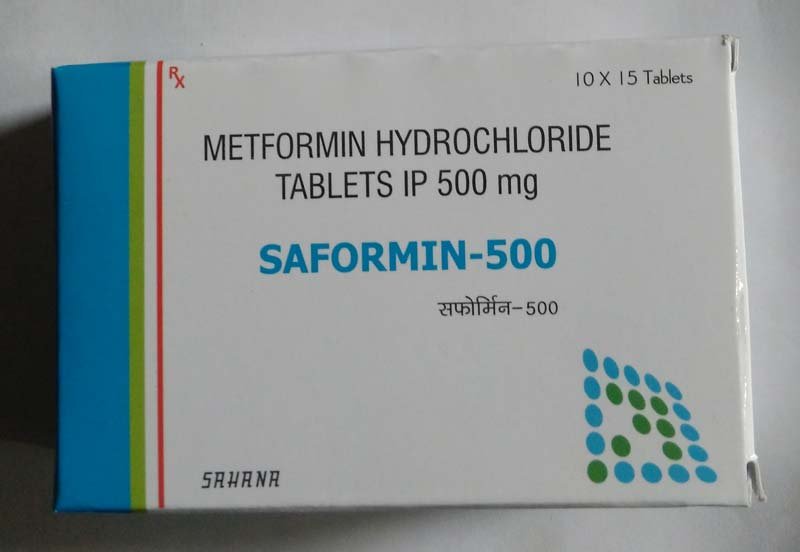 Rx
10 X 15 Tablets
METFORMIN HYDROCHLORIDE
TABLETS IP 500 mg
SAFORMIN-500
सफोर्मिन-500
SAHANA